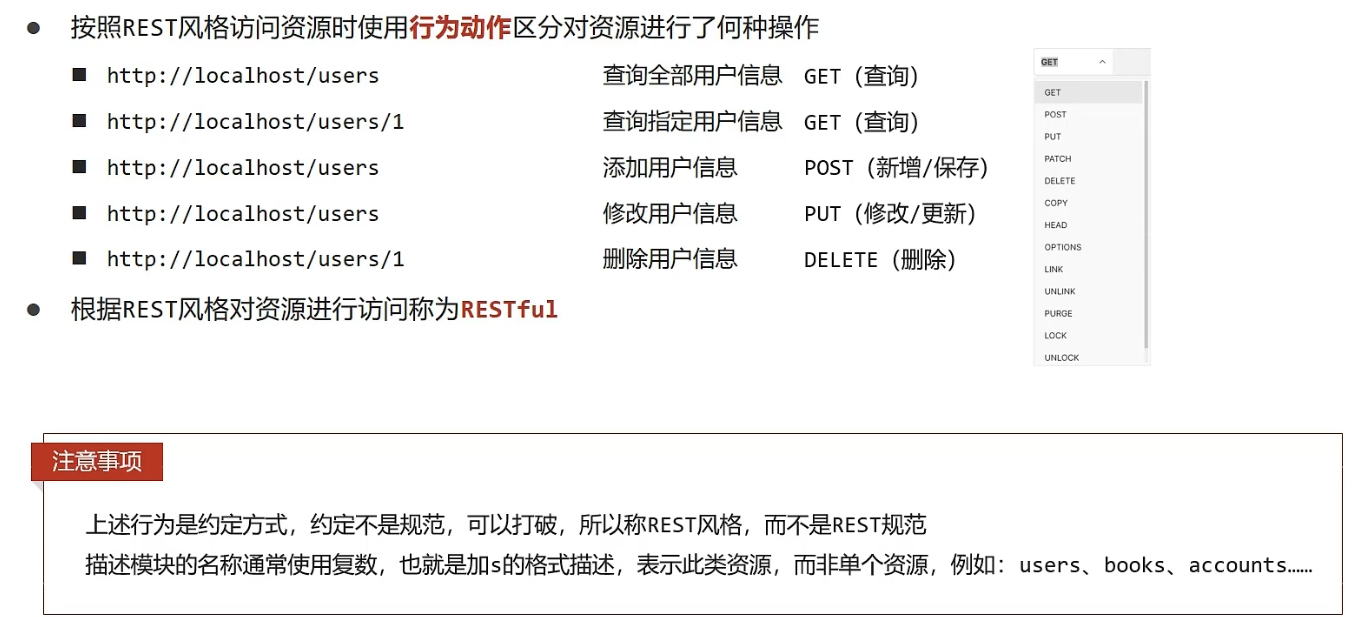 按照REST风格访问资源时使用行为动作区分对资源进行了何种操作
http://localhost/users 查询全部用户信息 GET（查询）
http://localhost/users/1 查询指定用户信息 GET（查询）
http://localhost/users 添加用户信息 POST（新增/保存）
http://localhost/users 修改用户信息 PUT（修改/更新）
http://localhost/users/1 删除用户信息 DELETE（删除）
根据REST风格对资源进行访问称为RESTful
GET
GET
POST
PUT
PATCH
DELETE
COPY
HEAD
OPTIONS
LINK
UNLINK
PURGE
LOCK
UNLOCK
注意事项
上述行为是约定方式，约定不是规范，可以打破，所以称REST风格，而不是REST规范
描述模块的名称通常使用复数，也就是加s的格式描述，表示此类资源，而非单个资源，例如：users、books、accounts……